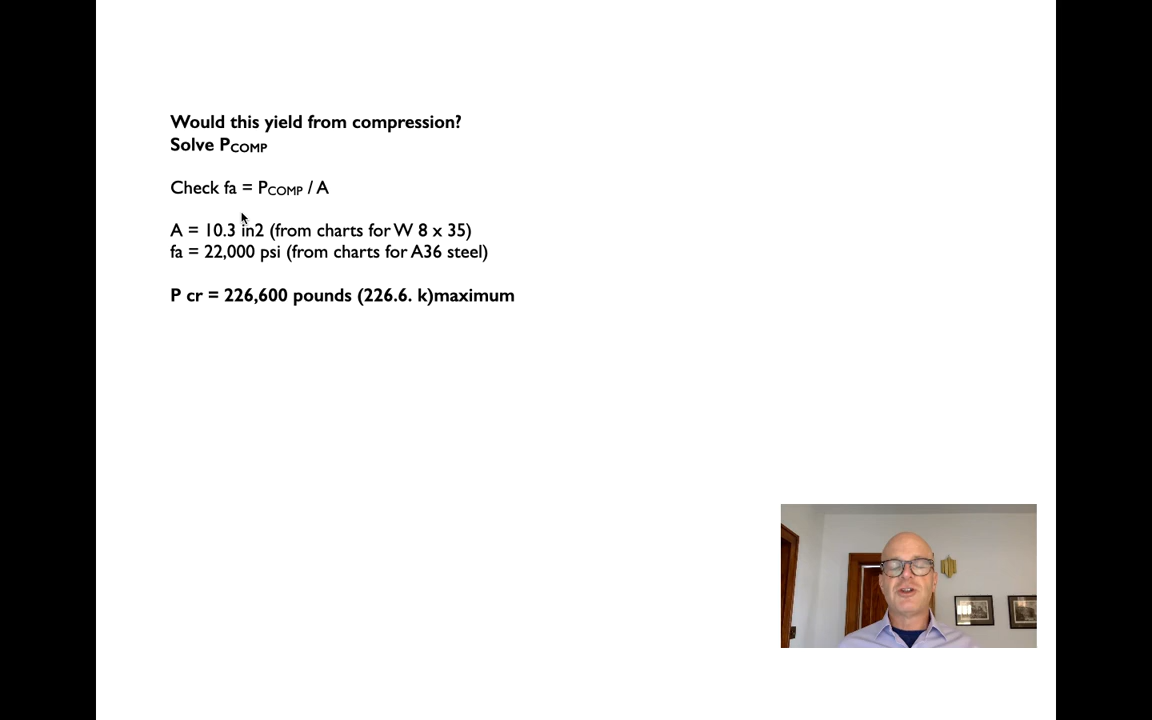 Would this yield from compression?
Solve PCOMP
Check fa = PCOMP / A
A = 10.3 in2 (from charts for W 8 x 35)
fa = 22,000 psi (from charts for A36 steel)
P cr = 226,600 pounds (226.6. k)maximum